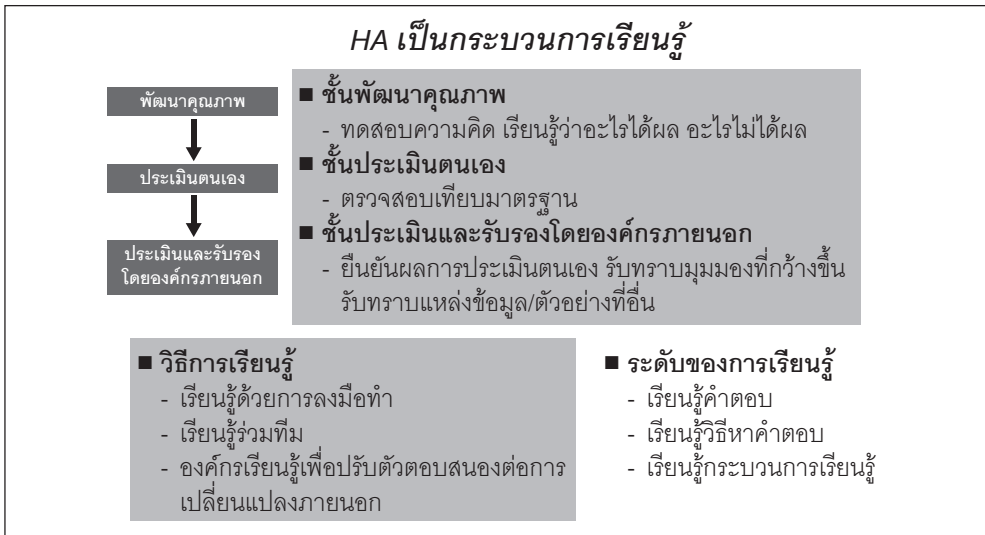 HA เป็นกระบวนการเรียนรู้
พัฒนาคุณภาพ
ประเมินตนเอง
ประเมินและรับรอง
โดยองค์กรภายนอก
■ ขั้นพัฒนาคุณภาพ
- ทดสอบความคิด เรียนรู้ว่าอะไรได้ผล อะไรไม่ได้ผล
■ ขั้นประเมินตนเอง
- ตรวจสอบเทียบมาตรฐาน
■ ขั้นประเมินและรับรองโดยองค์กรภายนอก
- ยืนยันผลการประเมินตนเอง รับทราบมุมมองที่กว้างขึ้น
รับทราบแหล่งข้อมูล/ตัวอย่างที่อื่น
■ วิธีการเรียนรู้
- เรียนรู้ด้วยการลงมือทำ
- เรียนรู้ร่วมทีม
- องค์กรเรียนรู้เพื่อปรับตัวตอบสนองต่อการ
เปลี่ยนแปลงภายนอก
■ ระดับของการเรียนรู้
- เรียนรู้คำตอบ
- เรียนรู้วิธีหาคำตอบ
- เรียนรู้กระบวนการเรียนรู้